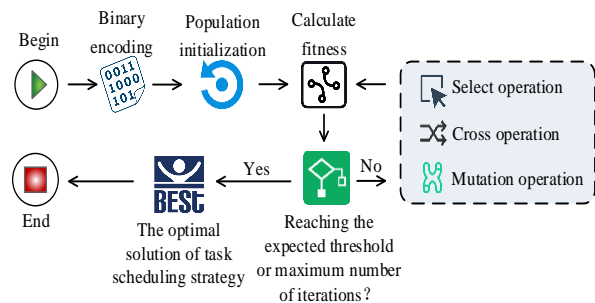 Begin
Binary
encoding
Population
initialization
Calculate
fitness
0011
1000
101
Select operation
Cross operation
Mutation operation
Yes
No
BEST
End
The optimal
solution of task
scheduling strategy
Reaching the
expected threshold
or maximum number
of iterations？